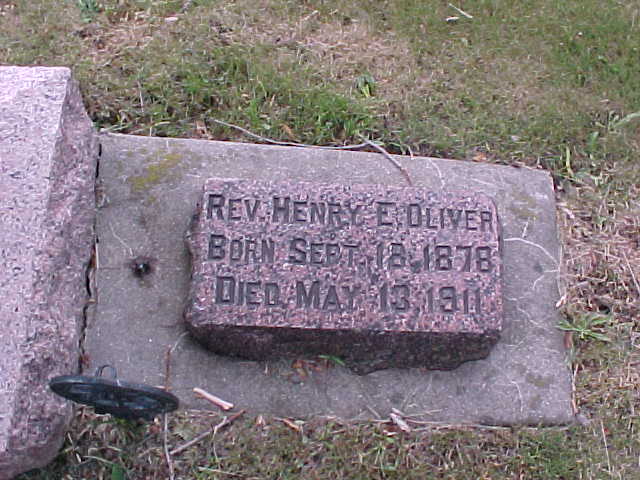 REV. HENRY E. OLIVER
BORN SEPT. 18, 1878
DIED MAY 13, 1911